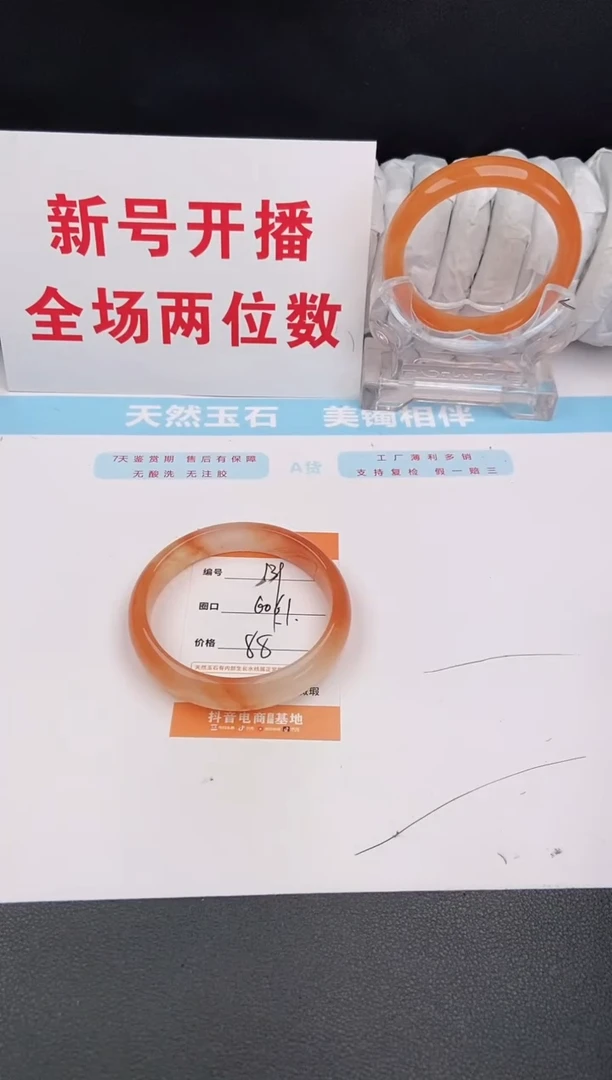 新号开播
全场两位数
天然玉石 美镯相伴
7天鉴赏期 售后有保障
无酸洗 无注胶
A货
工厂薄利多销
支持复检 假一赔三
编号
圈口
价格 88
抖音电商 基地